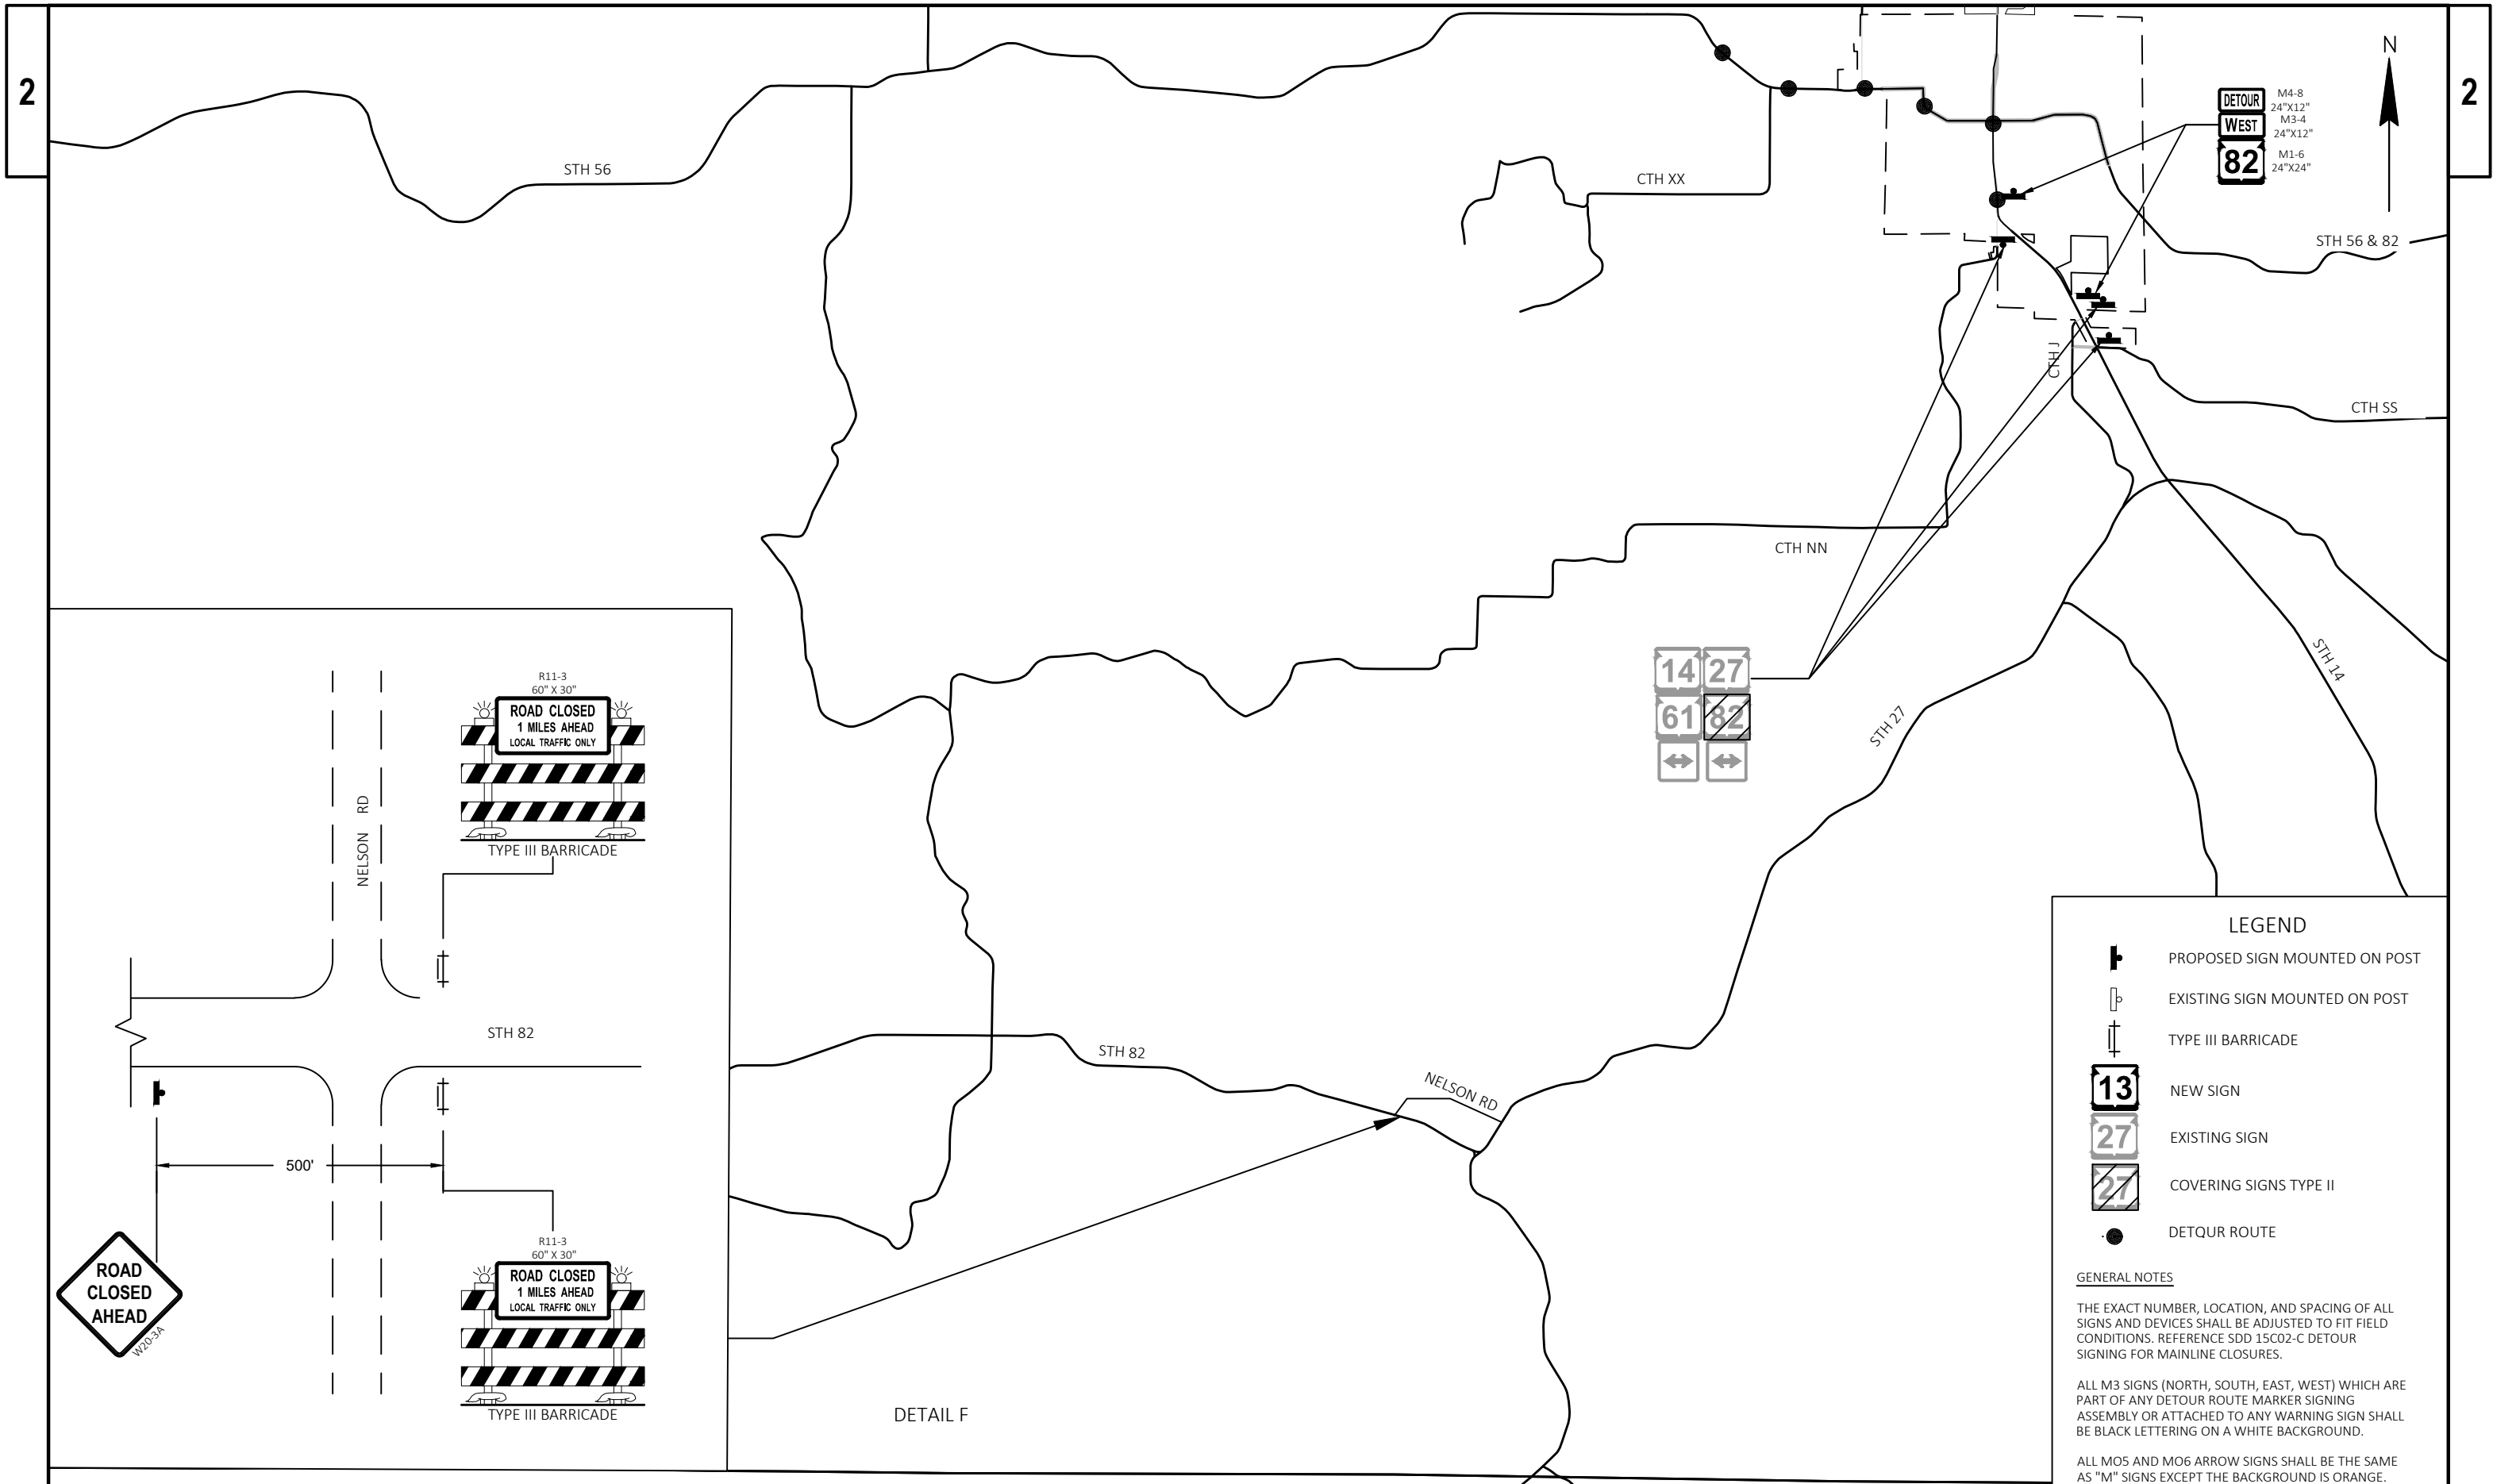 2
2
N
DETOUR
M4-8
24"X12"
WEST
M3-4
24"X12"
82
M1-6
24"X24"
STH 56
CTH XX
STH 56 & 82
CTH J
CTH SS
CTH NN
STH 14
STH 27
14
27
61
82
R11-3
60" X 30"
ROAD CLOSED
1 MILES AHEAD
LOCAL TRAFFIC ONLY
TYPE III BARRICADE
NELSON RD
STH 82
500'
R11-3
60" X 30"
ROAD CLOSED
1 MILES AHEAD
LOCAL TRAFFIC ONLY
TYPE III BARRICADE
ROAD
CLOSED
AHEAD
W20-3A
STH 82
NELSON RD
DETAIL F
LEGEND
PROPOSED SIGN MOUNTED ON POST
EXISTING SIGN MOUNTED ON POST
TYPE III BARRICADE
13
NEW SIGN
27
EXISTING SIGN
27
COVERING SIGNS TYPE II
DETOUR ROUTE
GENERAL NOTES
THE EXACT NUMBER, LOCATION, AND SPACING OF ALL
SIGNS AND DEVICES SHALL BE ADJUSTED TO FIT FIELD
CONDITIONS. REFERENCE SDD 15C02-C DETOUR
SIGNING FOR MAINLINE CLOSURES.
ALL M3 SIGNS (NORTH, SOUTH, EAST, WEST) WHICH ARE
PART OF ANY DETOUR ROUTE MARKER SIGNING
ASSEMBLY OR ATTACHED TO ANY WARNING SIGN SHALL
BE BLACK LETTERING ON A WHITE BACKGROUND.
ALL MO5 AND MO6 ARROW SIGNS SHALL BE THE SAME
AS "M" SIGNS EXCEPT THE BACKGROUND IS ORANGE.